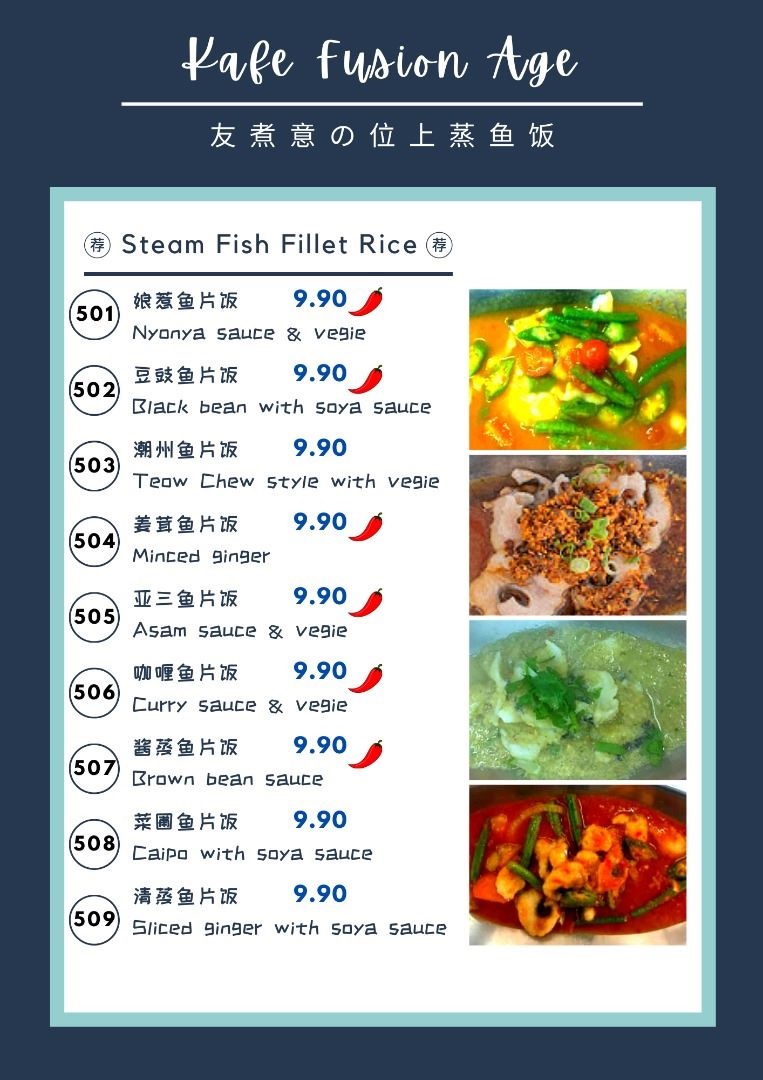 Kafe Fusion Age
友煮意の位上蒸鱼饭
荐 Steam Fish Fillet Rice 荐
501 娘惹鱼片饭 9.90
Nyonya sauce & vegie
502 豆豉鱼片饭 9.90
Black bean with soya sauce
503 潮州鱼片饭 9.90
Teow Chew style with vegie
504 姜茸鱼片饭 9.90
Minced ginger
505 亚三鱼片饭 9.90
Asam sauce & vegie
506 咖喱鱼片饭 9.90
Curry sauce & vegie
507 酱蒸鱼片饭 9.90
Brown bean sauce
508 菜圃鱼片饭 9.90
Caipo with soya sauce
509 清蒸鱼片饭 9.90
Sliced ginger with soya sauce